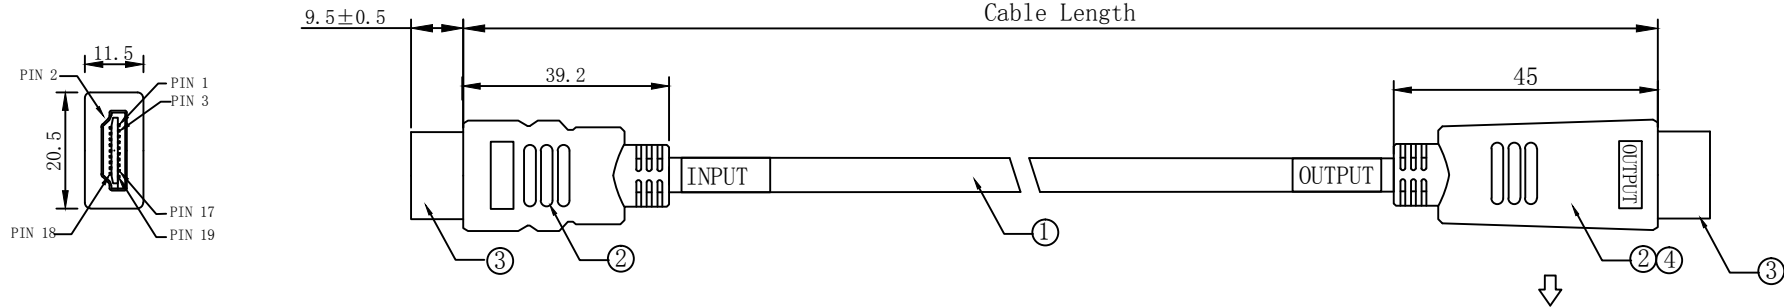 9.5±0.5
Cable Length
11.5
PIN 2
PIN 1
PIN 3
39.2
45
20.5
INPUT
OUTPUT
OUTPUT
PIN 17
PIN 18
PIN 19
①
③
②
②④
③